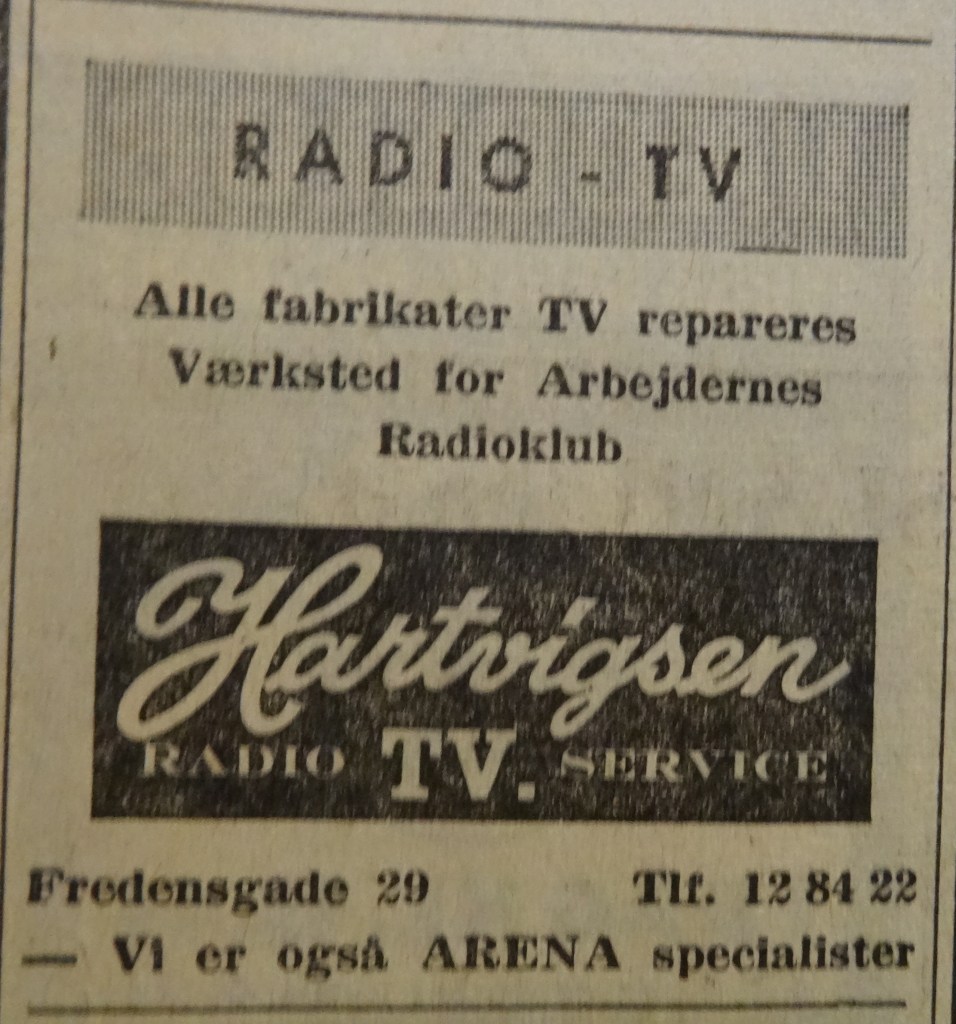 RADIO - TV
Alle fabrikater TV repareres
Værksted for Arbejdernes
Radioklub
Hartvigsen
RADIO TV. SERVICE
Fredensgade 29 Tlf. 12 84 22
— Vi er også ARENA specialister